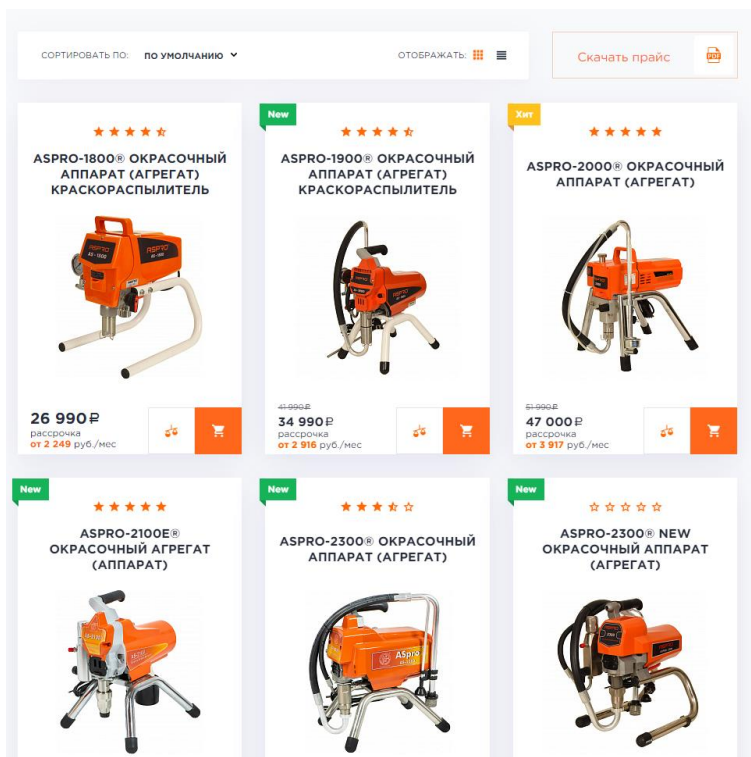 СОРТИРОВАТЬ ПО: ПО УМОЛЧАНИЮ
ОТОБРАЖАТЬ:
Скачать прайс
PDF
ASPRO-1800® ОКРАСОЧНЫЙ
АППАРАТ (АГРЕГАТ)
КРАСКОРАСПЫЛИТЕЛЬ
ASPRO
26 990 ₽
рассрочка
от 2 249 руб./мес
New
ASPRO-1900® ОКРАСОЧНЫЙ
АППАРАТ (АГРЕГАТ)
КРАСКОРАСПЫЛИТЕЛЬ
41 990 ₽
34 990 ₽
рассрочка
от 2 916 руб./мес
Хит
ASPRO-2000® ОКРАСОЧНЫЙ
АППАРАТ (АГРЕГАТ)
51 990 ₽
47 000 ₽
рассрочка
от 3 917 руб./мес
New
ASPRO-2100E®
ОКРАСОЧНЫЙ АГРЕГАТ
(АППАРАТ)
New
ASPRO-2300® ОКРАСОЧНЫЙ
АППАРАТ (АГРЕГАТ)
ASpro
New
ASPRO-2300® NEW
ОКРАСОЧНЫЙ АППАРАТ
(АГРЕГАТ)